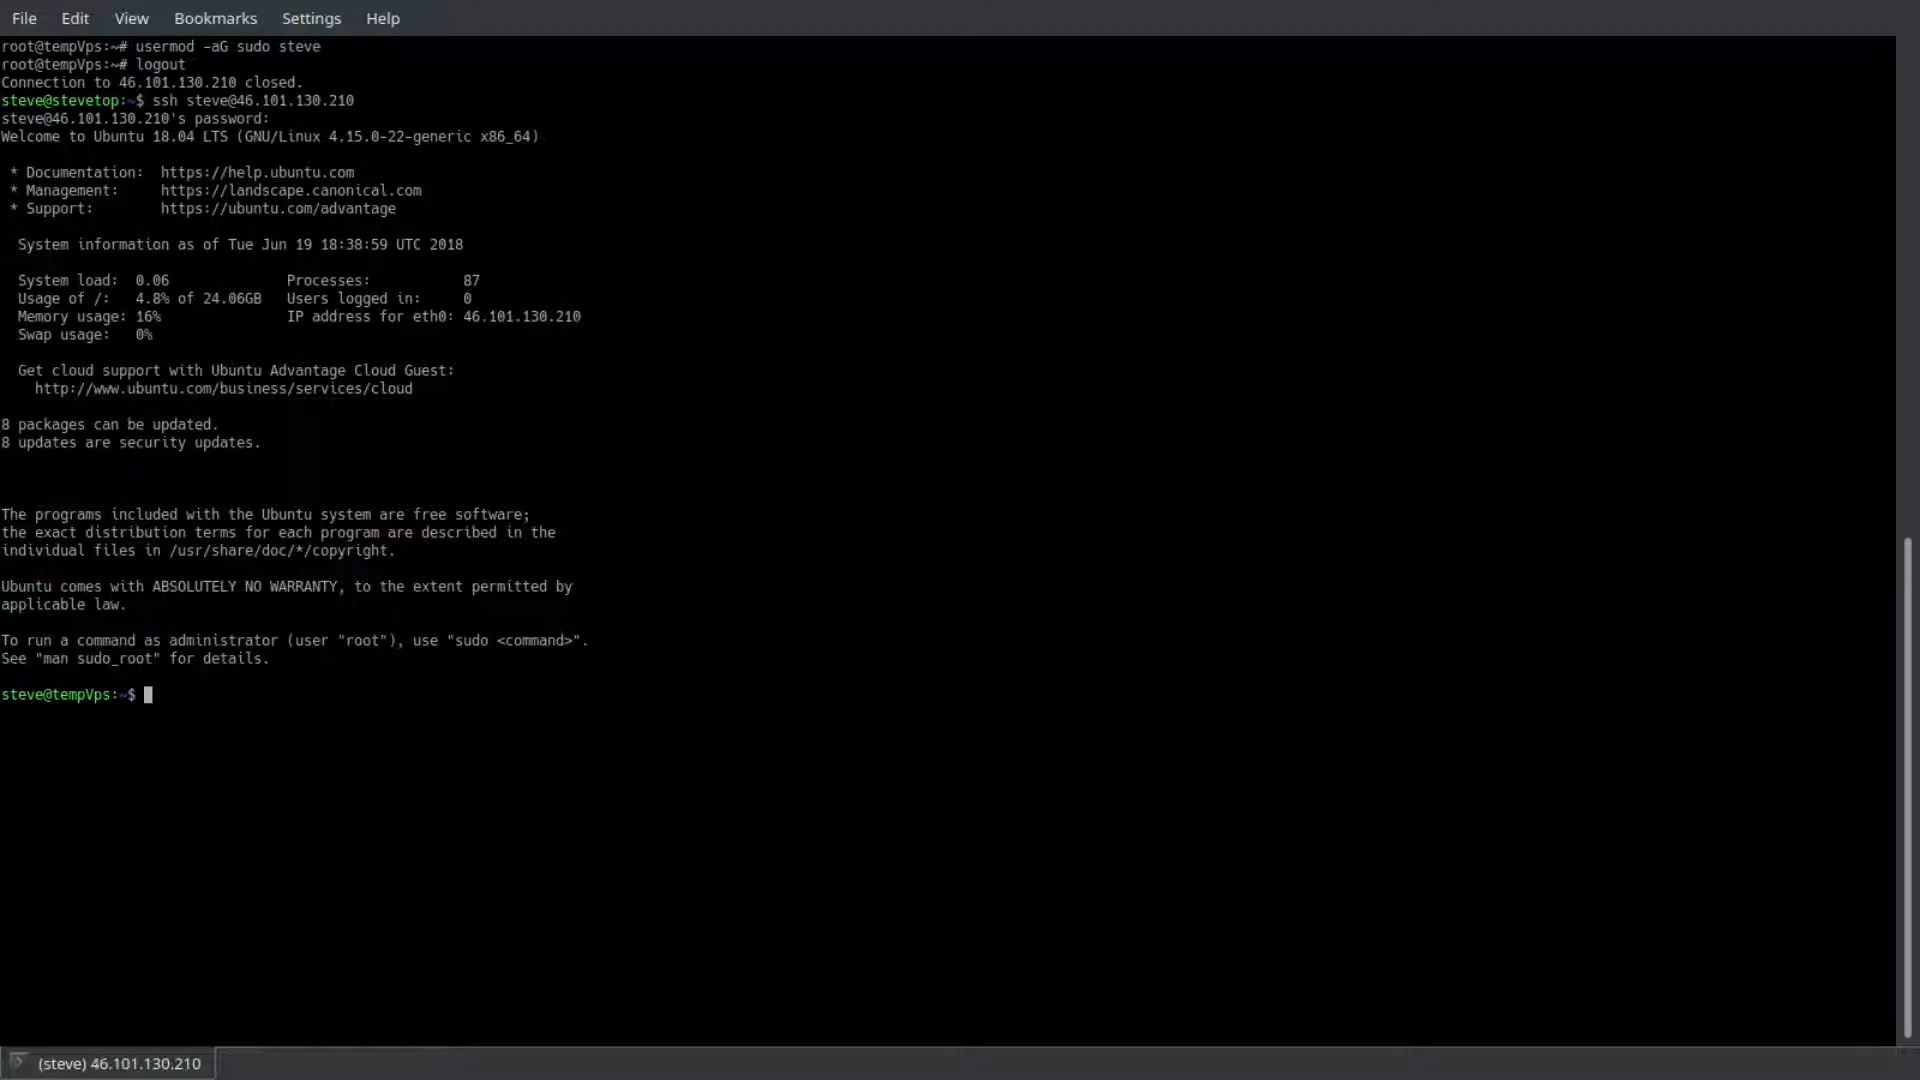 File Edit View Bookmarks Settings Help
root@tempVps:~# usermod -aG sudo steve
root@tempVps:~# logout
Connection to 46.101.130.210 closed.
steve@stevetop:~$ ssh steve@46.101.130.210
steve@46.101.130.210's password:
Welcome to Ubuntu 18.04 LTS (GNU/Linux 4.15.0-22-generic x86_64)
* Documentation: https://help.ubuntu.com
* Management: https://landscape.canonical.com
* Support: https://ubuntu.com/advantage
System information as of Tue Jun 19 18:38:59 UTC 2018
System load: 0.06 Processes: 87
Usage of /: 4.8% of 24.06GB Users logged in: 0
Memory usage: 16% IP address for eth0: 46.101.130.210
Swap usage: 0%
Get cloud support with Ubuntu Advantage Cloud Guest:
http://www.ubuntu.com/business/services/cloud
8 packages can be updated.
8 updates are security updates.
The programs included with the Ubuntu system are free software;
the exact distribution terms for each program are described in the
individual files in /usr/share/doc/*/copyright.
Ubuntu comes with ABSOLUTELY NO WARRANTY, to the extent permitted by
applicable law.
To run a command as administrator (user "root"), use "sudo <command>".
See "man sudo_root" for details.
steve@tempVps:~$
(steve) 46.101.130.210